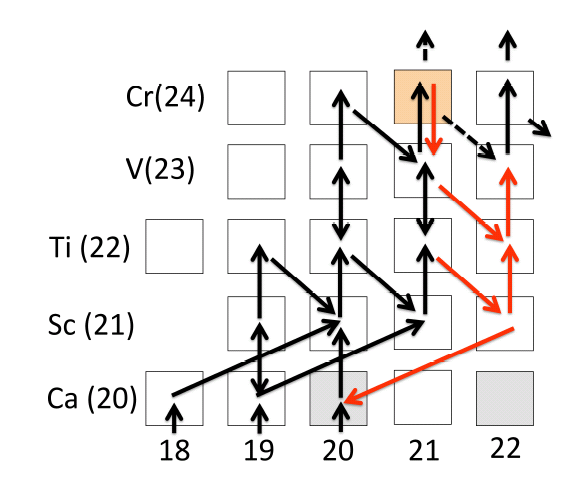 Cr(24)
V(23)
Ti (22)
Sc (21)
Ca (20)
18 19 20 21 22